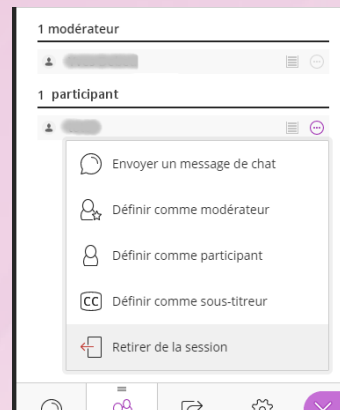 1 modérateur
1 participant
Envoyer un message de chat
Définir comme modérateur
Définir comme participant
CC Définir comme sous-titreur
Retirer de la session